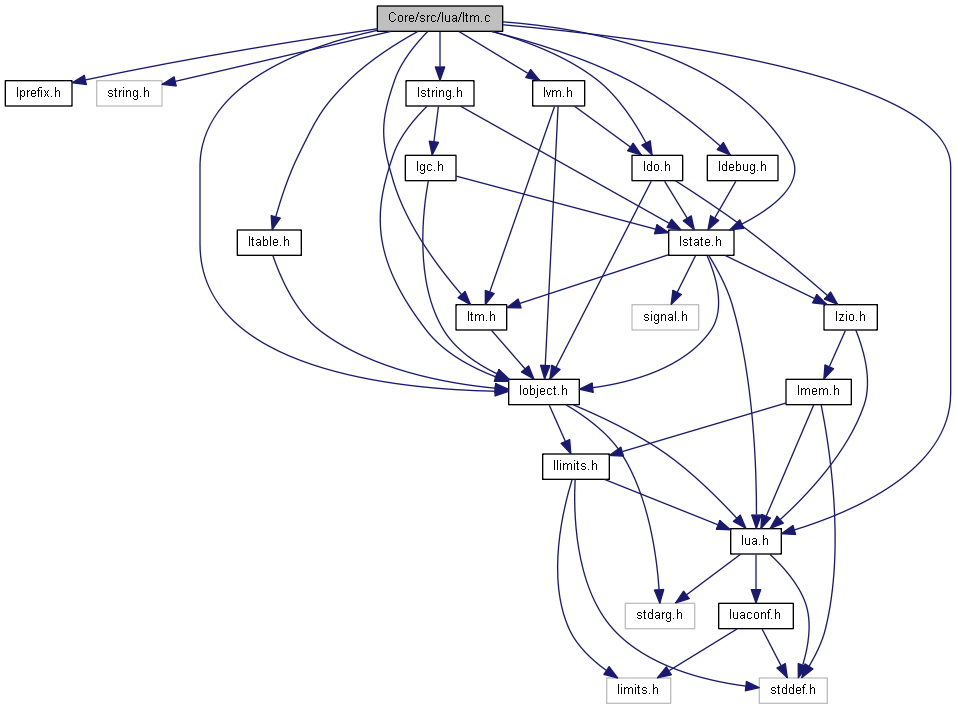 Core/src/lua/ltm.c
lprefix.h
string.h
lstring.h
lvm.h
lgc.h
ldo.h
ldebug.h
ltable.h
lstate.h
ltm.h
signal.h
lzio.h
lobject.h
lmem.h
llimits.h
lua.h
stdarg.h
luaconf.h
limits.h
stddef.h